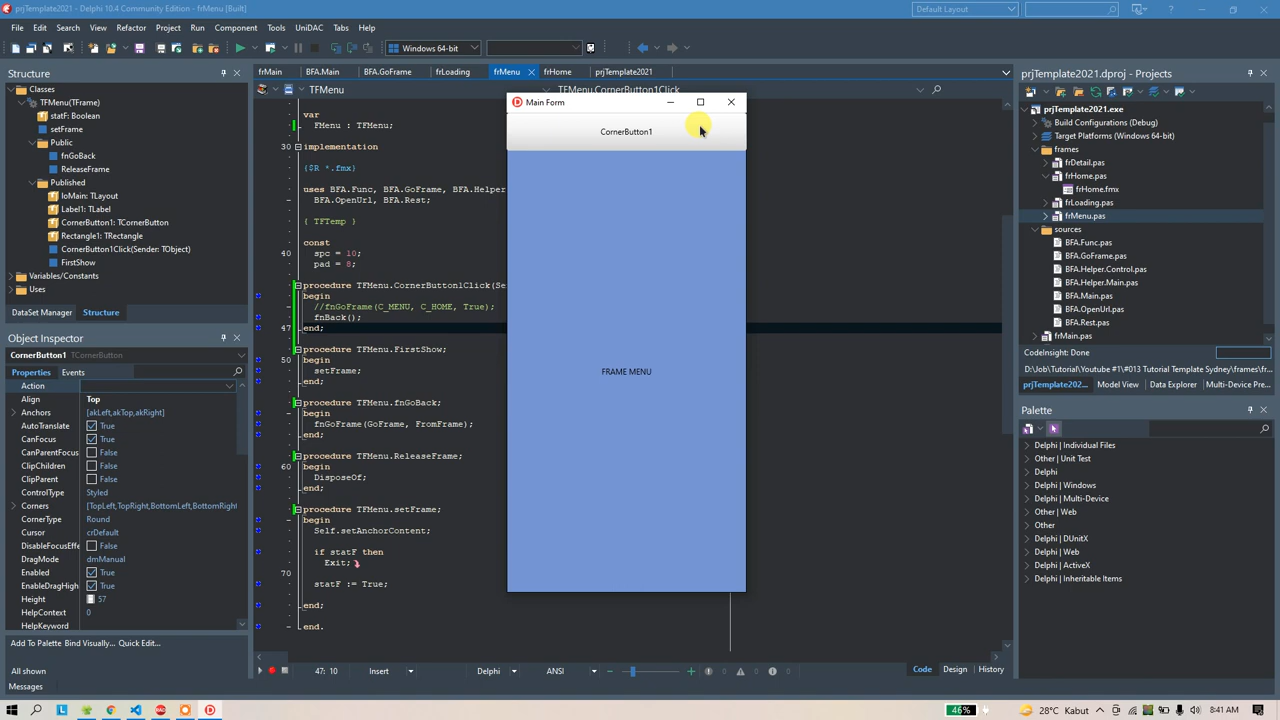 prjTemplate2021 - Delphi 10.4 Community Edition - frMenu [Built]
Default Layout
File Edit Search View Refactor Project Run Component Tools UniDAC Tabs Help
Windows 64-bit
Structure
Classes
TFMenu(TFrame)
statF: Boolean
setFrame
Public
fnGoBack
ReleaseFrame
Published
loMain: TLayout
Label1: TLabel
CornerButton1: TCornerButton
Rectangle1: TRectangle
CornerButton1Click(Sender: TObject)
FirstShow
Variables/Constants
Uses
DataSet Manager Structure
Object Inspector
CornerButton1 TCornerButton
Properties Events
Action
Align Top
Anchors [akLeft,akTop,akRight]
AutoTranslate True
CanFocus True
CanParentFocus False
ClipChildren False
ClipParent False
ControlType Styled
Corners [TopLeft,TopRight,BottomLeft,BottomRight
CornerType Round
Cursor crDefault
DisableFocusEffe False
DragMode dmManual
Enabled True
EnableDragHigh True
Height 57
HelpContext 0
HelpKeyword
Add To Palette Bind Visually... Quick Edit...
All shown
Messages
frMain BFA.Main BFA.GoFrame frLoading frMenu frHome prjTemplate2021
TFMenu TFMenu.CornerButton1Click
var
FMenu : TFMenu;
30 implementation
{$R *.fmx}
uses BFA.Func, BFA.GoFrame, BFA.Helper
BFA.OpenUrl, BFA.Rest;
{ TFTemp }
const
40 spc = 10;
pad = 8;
procedure TFMenu.CornerButton1Click(Se
begin
//fnGoFrame(C_MENU, C_HOME, True);
fnBack();
47 end;
procedure TFMenu.FirstShow;
50 begin
setFrame;
end;
procedure TFMenu.fnGoBack;
begin
fnGoFrame(GoFrame, FromFrame);
end;
procedure TFMenu.ReleaseFrame;
60 begin
DisposeOf;
end;
procedure TFMenu.setFrame;
begin
Self.setAnchorContent;
if statF then
Exit;
70
statF := True;
end;
end.
Main Form
CornerButton1
FRAME MENU
47: 10 Insert Delphi ANSI
Code Design History
prjTemplate2021.dproj - Projects
prjTemplate2021.exe
Build Configurations (Debug)
Target Platforms (Windows 64-bit)
frames
frDetail.pas
frHome.pas
frHome.fmx
frLoading.pas
frMenu.pas
sources
BFA.Func.pas
BFA.GoFrame.pas
BFA.Helper.Control.pas
BFA.Helper.Main.pas
BFA.Main.pas
BFA.OpenUrl.pas
BFA.Rest.pas
frMain.pas
CodeInsight: Done
D:\Job\Tutorial\Youtube #1\#013 Tutorial Template Sydney\frames\fr
prjTemplate202... Model View Data Explorer Multi-Device Pre...
Palette
Delphi | Individual Files
Other | Unit Test
Delphi
Delphi | Windows
Delphi | Multi-Device
Other | Web
Other
Delphi | DUnitX
Delphi | Web
Delphi | ActiveX
Delphi | Inheritable Items
46% 28°C Kabut 8:41 AM